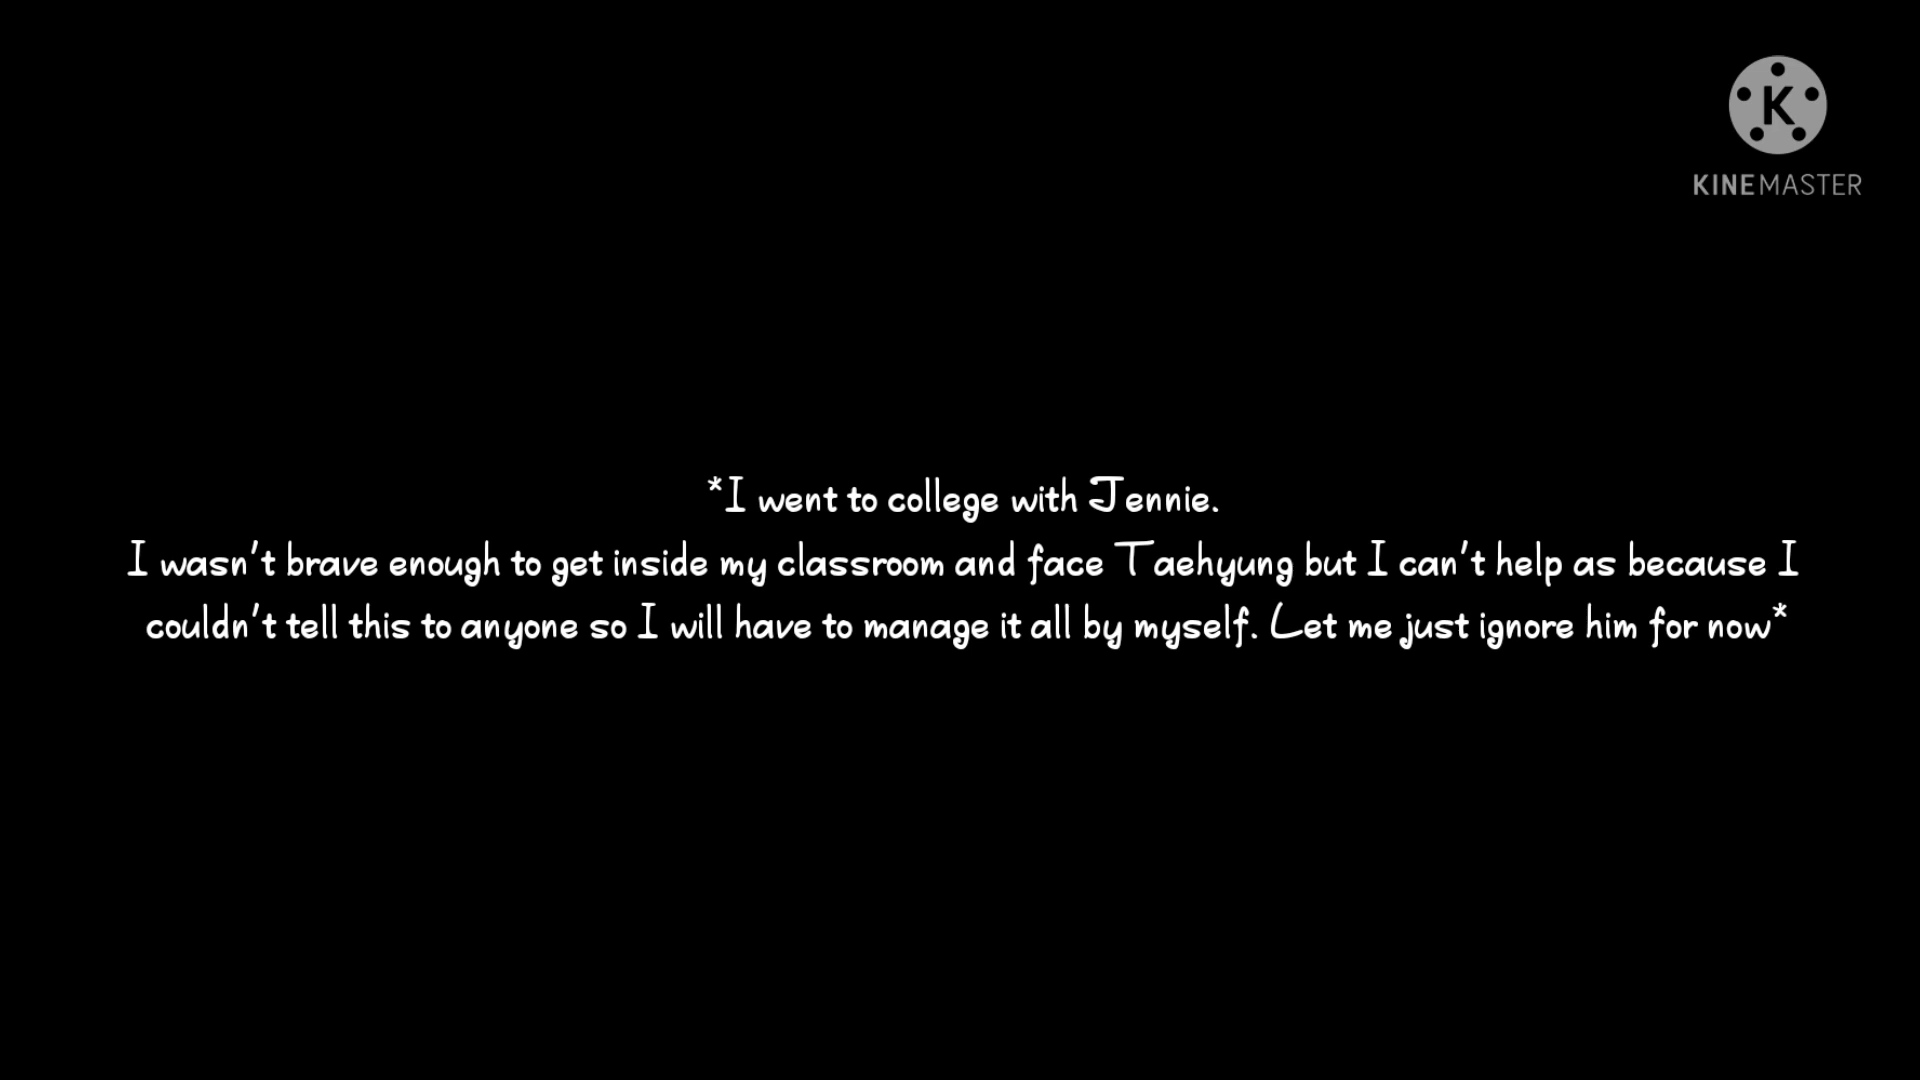 K
KINEMASTER
*I went to college with Jennie.
I wasn't brave enough to get inside my classroom and face Taehyung but I can't help as because I
couldn't tell this to anyone so I will have to manage it all by myself. Let me just ignore him for now*